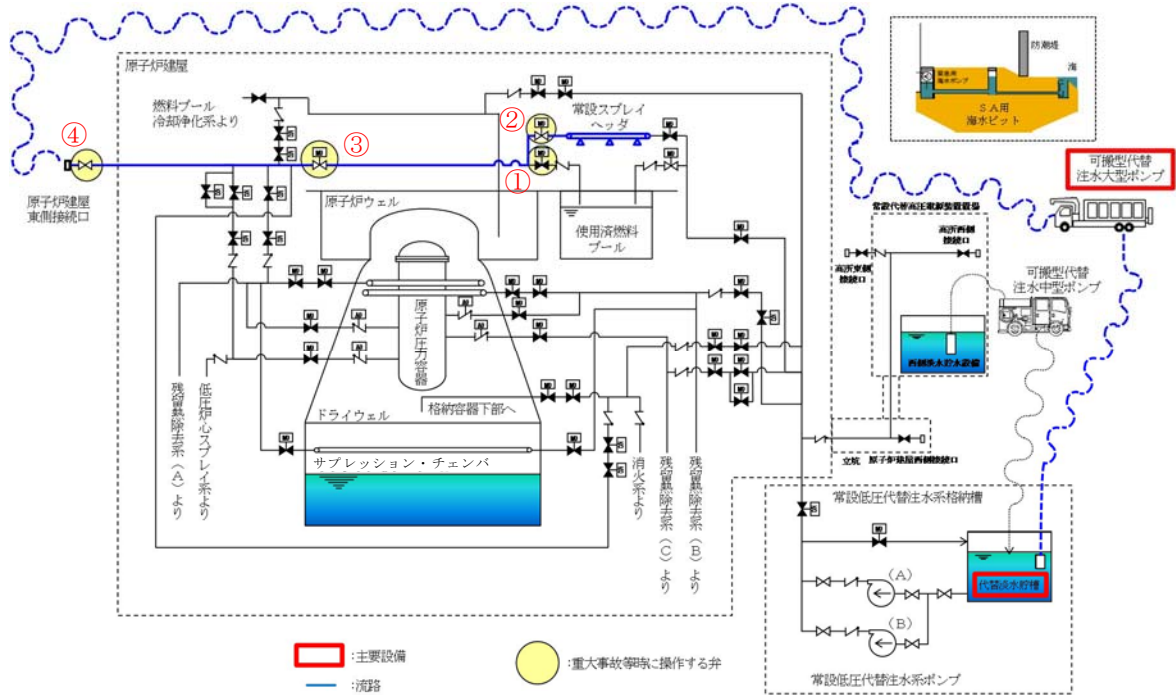 原子炉建屋
燃料プール
冷却浄化系より
④
③
②
①
常設スプレイ
ヘッダ
原子炉建屋
東側接続口
原子炉ウェル
使用済燃料
プール
原子炉圧力容器
ドライウェル
格納容器下部へ
サプレッション・チェンバ
残留熱除去系（A）より
低圧炉心スプレイ系より
消火系より
残留熱除去系（C）より
残留熱除去系（B）より
防潮堤
海
緊急用
海水ポンプ
SA用
海水ピット
可搬型代替
注水大型ポンプ
常設代替高圧電源装置置場
高所西側
接続口
高所東側
接続口
可搬型代替
注水中型ポンプ
西側淡水貯水設備
立坑
原子炉建屋西側接続口
常設低圧代替注水系格納槽
（A）
（B）
代替淡水貯槽
常設低圧代替注水系ポンプ
：主要設備
：流路
：重大事故等時に操作する弁